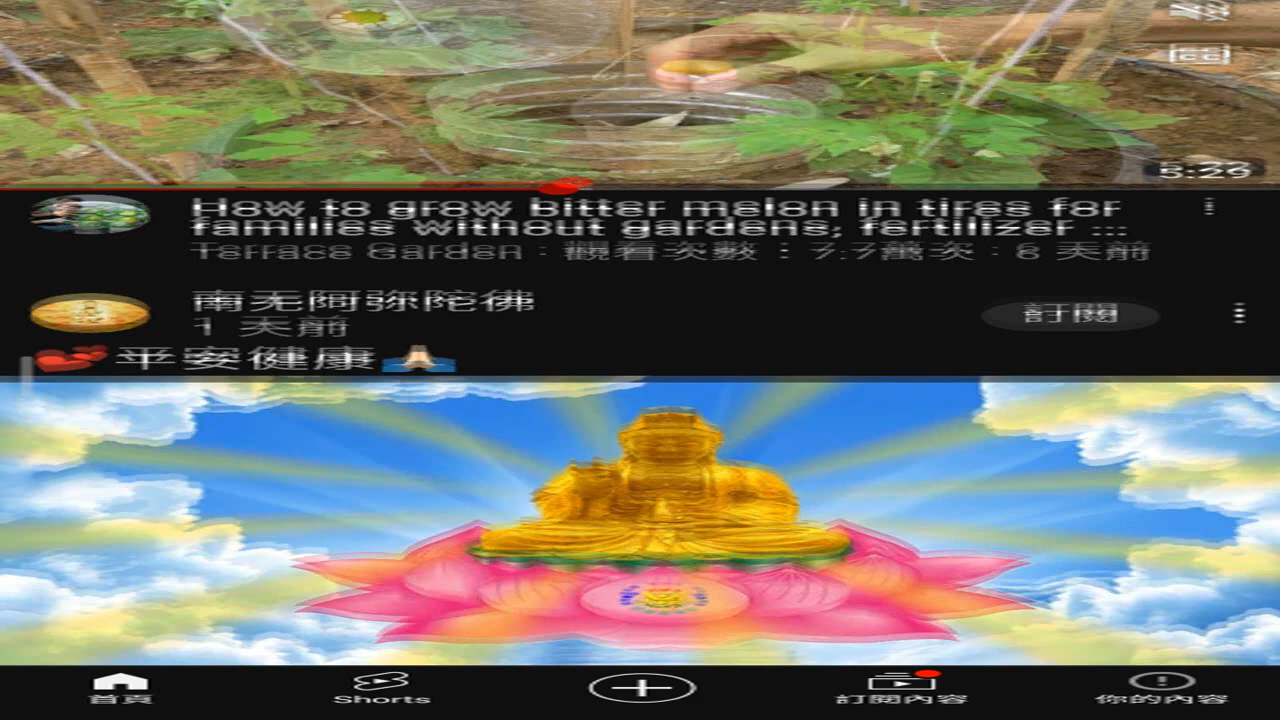 5:29
How to grow bitter melon in tires for
families without gardens, fertilizer ...
Terrace Garden · 觀看次數：7.7萬次 · 6 天前
南无阿弥陀佛
1 天前
訂閱
💕平安健康🙏🏻
首頁
Shorts
訂閱內容
你的內容